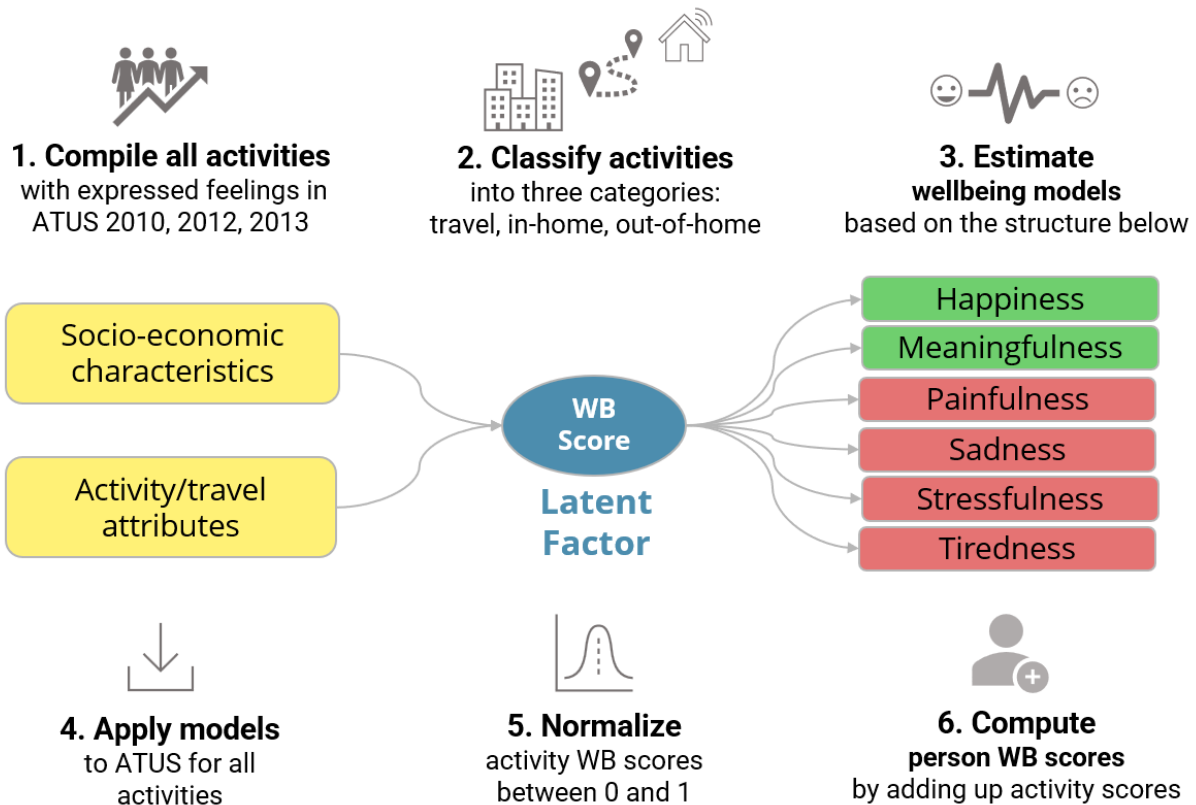 1. Compile all activities
with expressed feelings in
ATUS 2010, 2012, 2013
2. Classify activities
into three categories:
travel, in-home, out-of-home
3. Estimate
wellbeing models
based on the structure below
Socio-economic
characteristics
Activity/travel
attributes
WB
Score
Latent
Factor
Happiness
Meaningfulness
Painfulness
Sadness
Stressfulness
Tiredness
4. Apply models
to ATUS for all
activities
5. Normalize
activity WB scores
between 0 and 1
6. Compute
person WB scores
by adding up activity scores